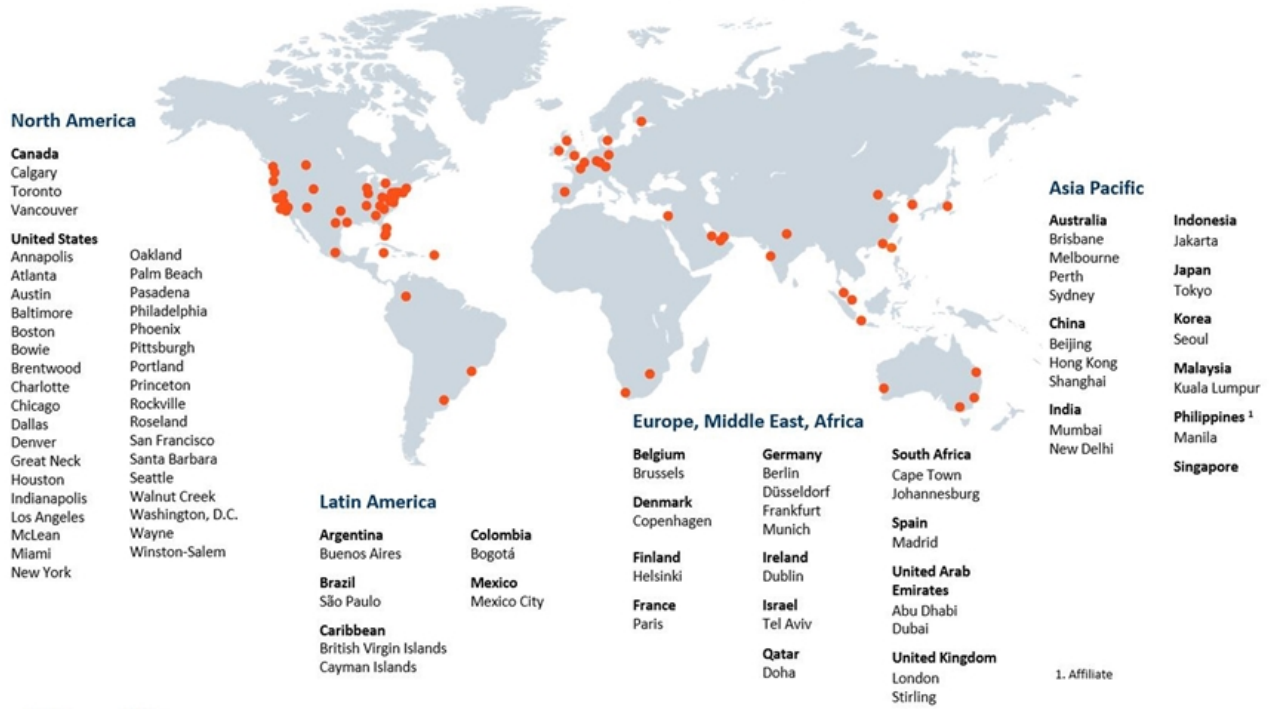 North America
Canada
Calgary
Toronto
Vancouver
United States
Annapolis
Atlanta
Austin
Baltimore
Boston
Bowie
Brentwood
Charlotte
Chicago
Dallas
Denver
Great Neck
Houston
Indianapolis
Los Angeles
McLean
Miami
New York
Oakland
Palm Beach
Pasadena
Philadelphia
Phoenix
Pittsburgh
Portland
Princeton
Rockville
Roseland
San Francisco
Santa Barbara
Seattle
Walnut Creek
Washington, D.C.
Wayne
Winston-Salem
Latin America
Argentina
Buenos Aires
Brazil
São Paulo
Caribbean
British Virgin Islands
Cayman Islands
Colombia
Bogotá
Mexico
Mexico City
Europe, Middle East, Africa
Belgium
Brussels
Denmark
Copenhagen
Finland
Helsinki
France
Paris
Germany
Berlin
Düsseldorf
Frankfurt
Munich
Ireland
Dublin
Israel
Tel Aviv
Qatar
Doha
South Africa
Cape Town
Johannesburg
Spain
Madrid
United Arab
Emirates
Abu Dhabi
Dubai
United Kingdom
London
Stirling
Asia Pacific
Australia
Brisbane
Melbourne
Perth
Sydney
China
Beijing
Hong Kong
Shanghai
India
Mumbai
New Delhi
Indonesia
Jakarta
Japan
Tokyo
Korea
Seoul
Malaysia
Kuala Lumpur
Philippines ¹
Manila
Singapore
1. Affiliate